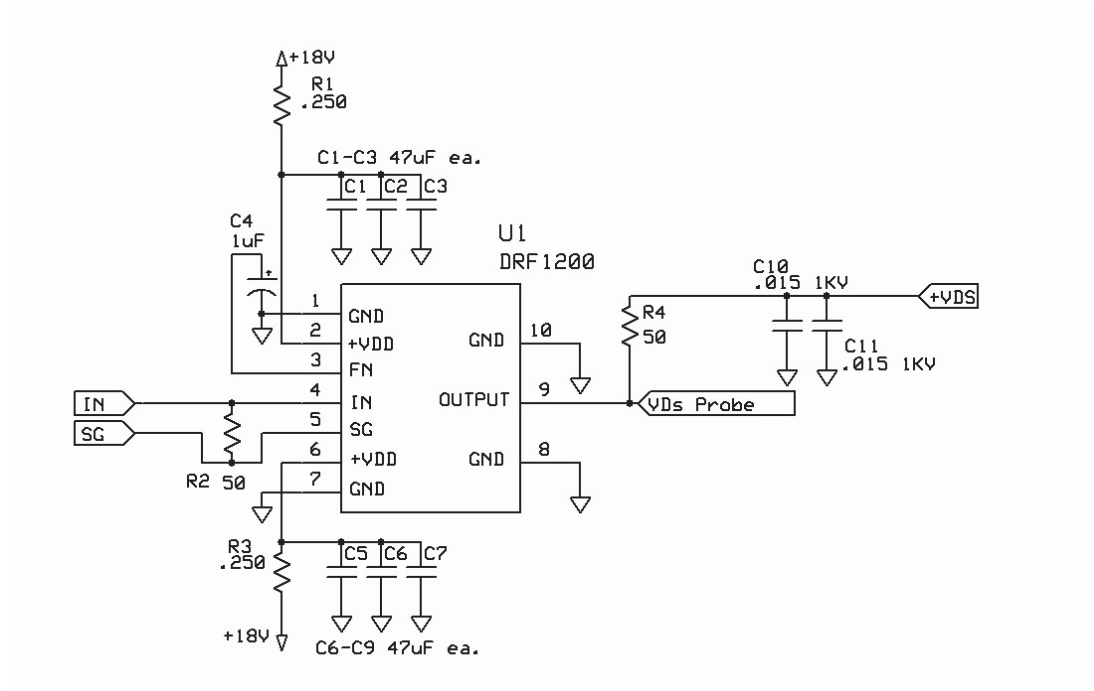 +18V
R1
.250
C1-C3 47uF ea.
C1 C2 C3
C4
1uF
+
U1
DRF1200
1 GND
2 +VDD
3 FN
4 IN
5 SG
6 +VDD
7 GND
10 GND
9 OUTPUT
8 GND
IN
SG
R2 50
R4
50
C10
.015 1KV
+VDS
C11
.015 1KV
VDs Probe
R3
.250
C5 C6 C7
+18V
C6-C9 47uF ea.